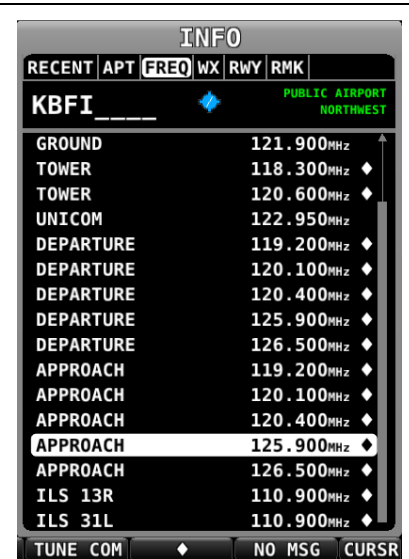 INFO
RECENT APT FREQ WX RWY RMK
KBFI____ PUBLIC AIRPORT
NORTHWEST
GROUND 121.900MHz
TOWER 118.300MHz ♦
TOWER 120.600MHz ♦
UNICOM 122.950MHz
DEPARTURE 119.200MHz ♦
DEPARTURE 120.100MHz ♦
DEPARTURE 120.400MHz ♦
DEPARTURE 125.900MHz ♦
DEPARTURE 126.500MHz ♦
APPROACH 119.200MHz ♦
APPROACH 120.100MHz ♦
APPROACH 120.400MHz ♦
APPROACH 125.900MHz ♦
APPROACH 126.500MHz ♦
ILS 13R 110.900MHz ♦
ILS 31L 110.900MHz ♦
TUNE COM ♦ NO MSG CURSR